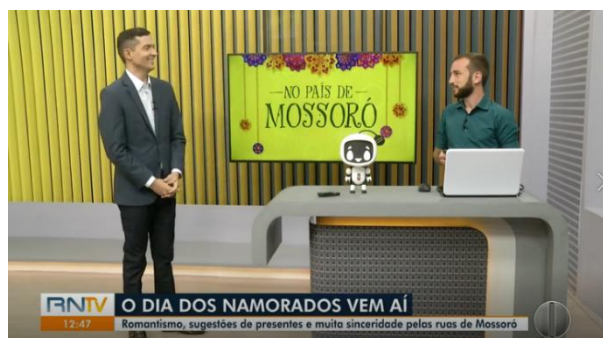 NO PAÍS DE
MOSSORÓ
RNTV O DIA DOS NAMORADOS VEM AÍ
12:47 Romantismo, sugestões de presentes e muita sinceridade pelas ruas de Mossoró